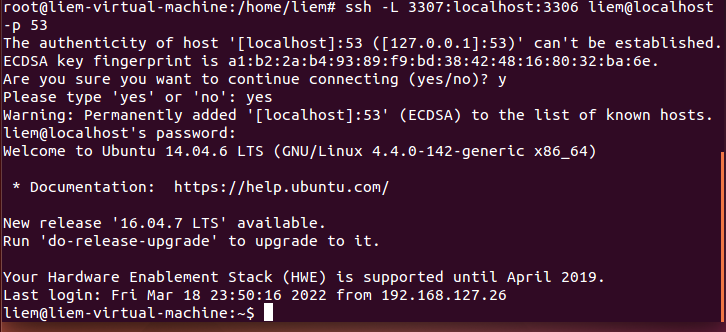 root@liem-virtual-machine:/home/liem# ssh -L 3307:localhost:3306 liem@localhost
-p 53
The authenticity of host '[localhost]:53 ([127.0.0.1]:53)' can't be established.
ECDSA key fingerprint is a1:b2:2a:b4:93:89:f9:bd:38:42:48:16:80:32:ba:6e.
Are you sure you want to continue connecting (yes/no)? y
Please type 'yes' or 'no': yes
Warning: Permanently added '[localhost]:53' (ECDSA) to the list of known hosts.
liem@localhost's password:
Welcome to Ubuntu 14.04.6 LTS (GNU/Linux 4.4.0-142-generic x86_64)

 * Documentation:  https://help.ubuntu.com/

New release '16.04.7 LTS' available.
Run 'do-release-upgrade' to upgrade to it.

Your Hardware Enablement Stack (HWE) is supported until April 2019.
Last login: Fri Mar 18 23:50:16 2022 from 192.168.127.26
liem@liem-virtual-machine:~$